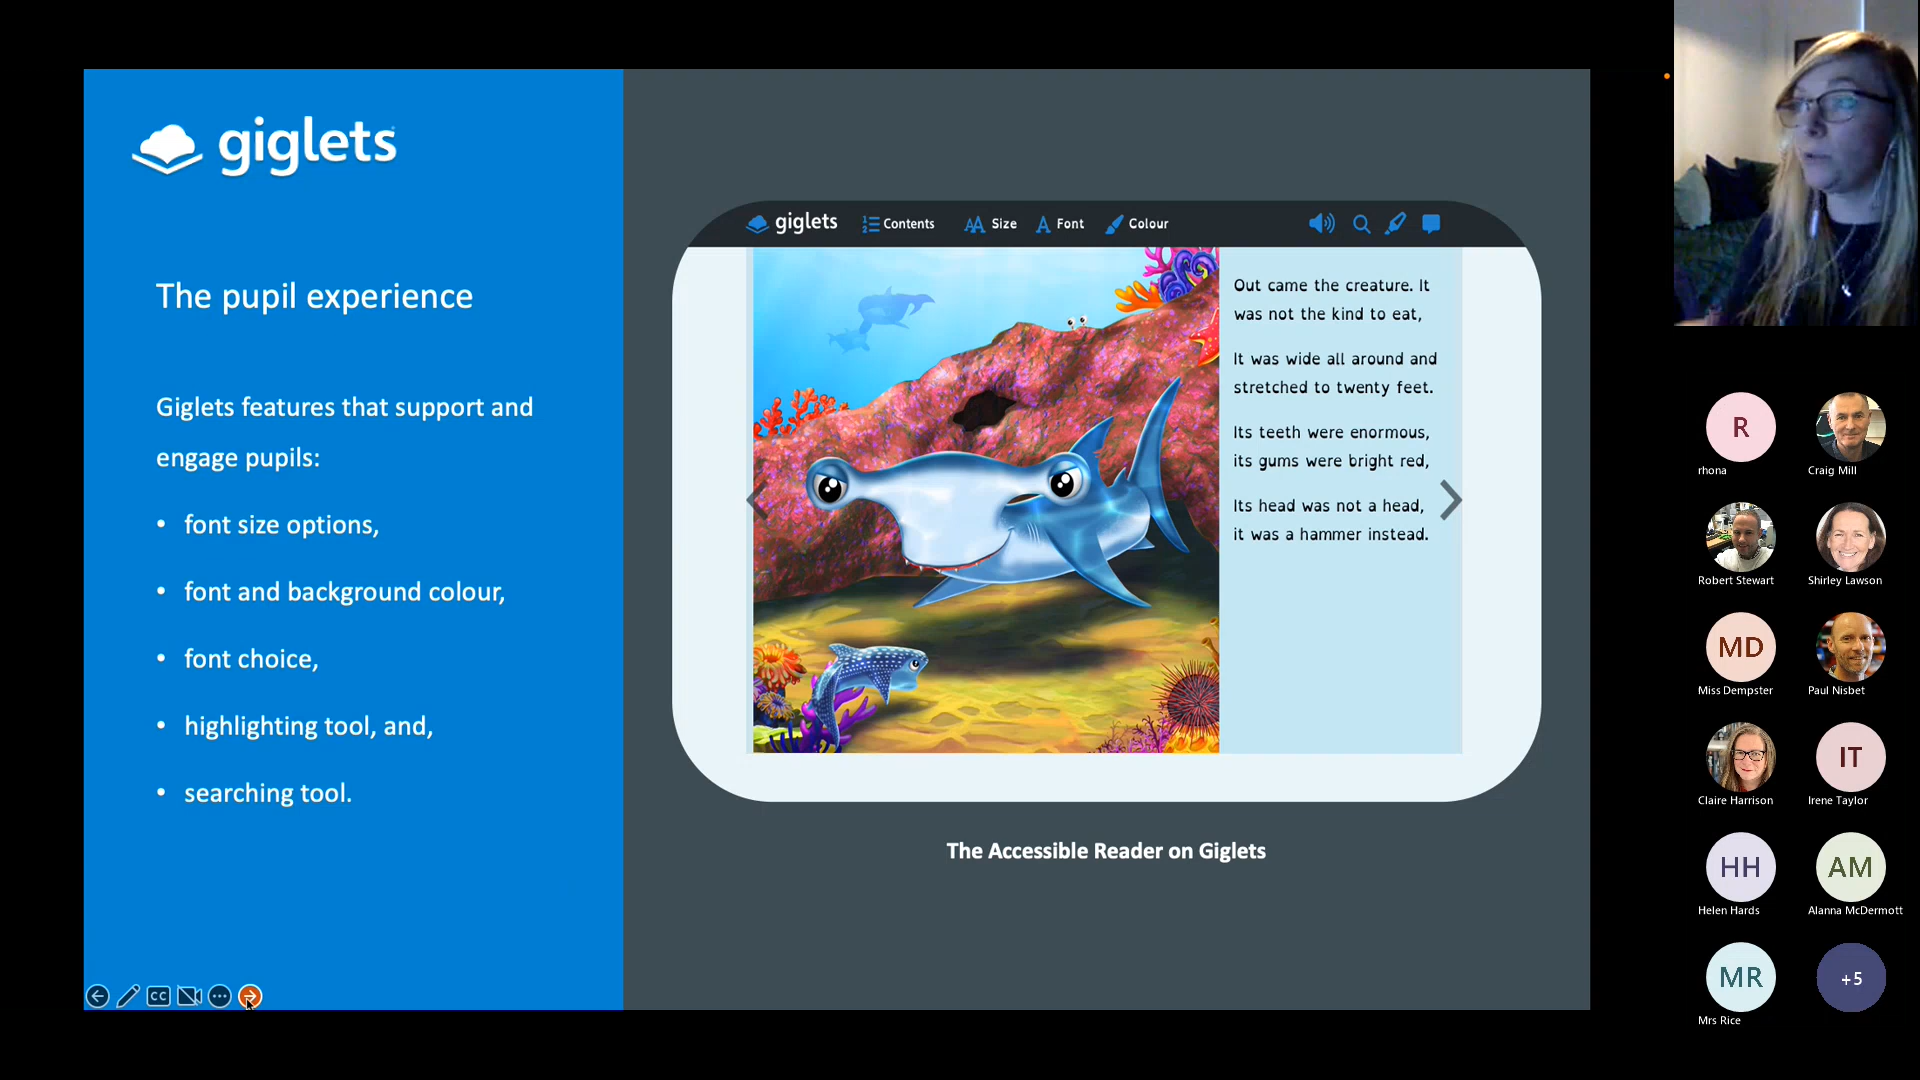 giglets
The pupil experience
Giglets features that support and
engage pupils:
• font size options,
• font and background colour,
• font choice,
• highlighting tool, and,
• searching tool.
CC
giglets
Contents
AA Size
A Font
Colour
Out came the creature. It
was not the kind to eat,
It was wide all around and
stretched to twenty feet.
Its teeth were enormous,
its gums were bright red,
Its head was not a head,
it was a hammer instead.
The Accessible Reader on Giglets
R
rhona
Craig Mill
Robert Stewart
Shirley Lawson
MD
Miss Dempster
Paul Nisbet
Claire Harrison
IT
Irene Taylor
HH
Helen Hards
AM
Alanna McDermott
MR
Mrs Rice
+5